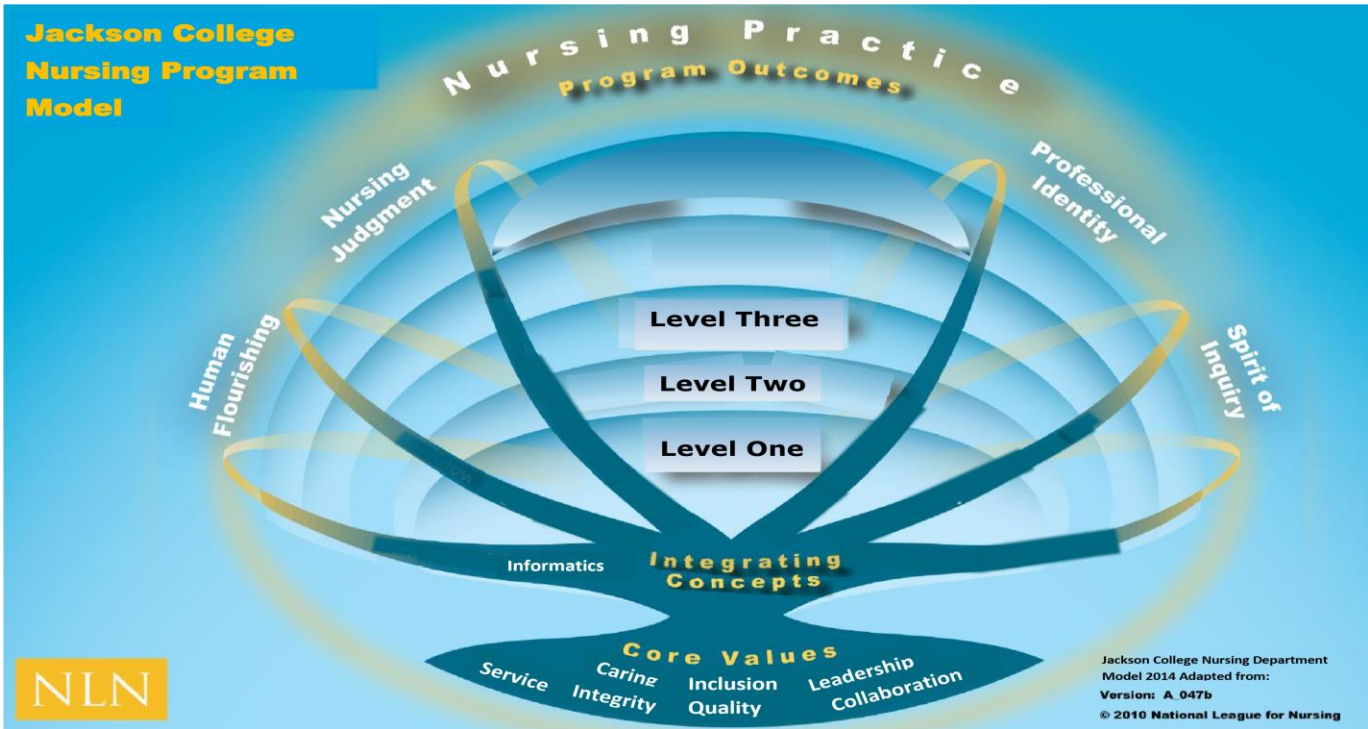 Jackson College
Nursing Program
Model
Nursing Practice
Program Outcomes
Nursing
Judgment
Professional
Identity
Human
Flourishing
Spirit of
Inquiry
Level Three
Level Two
Level One
Informatics
Integrating
Concepts
Core Values
Service
Caring
Integrity
Inclusion
Quality
Leadership
Collaboration
NLN
Jackson College Nursing Department
Model 2014 Adapted from:
Version: A_047b
© 2010 National League for Nursing